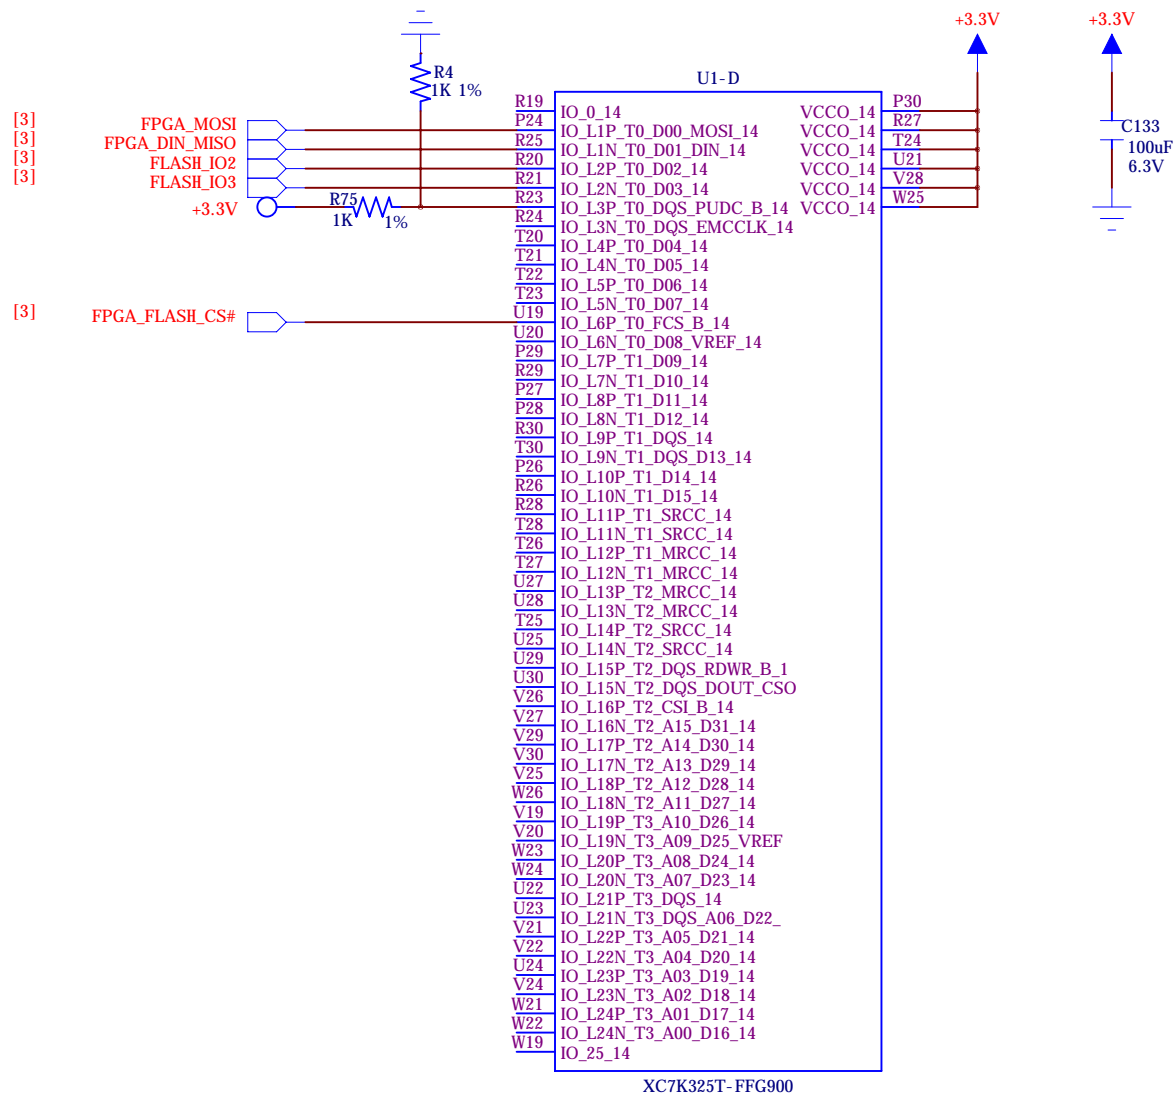 +3.3V +3.3V
R4
1K 1%
U1-D
[3] FPGA_MOSI
[3] FPGA_DIN_MISO
[3] FLASH_IO2
[3] FLASH_IO3
+3.3V
R75
1K 1%
[3] FPGA_FLASH_CS#
C133
100uF
6.3V
R19 IO_0_14 VCCO_14 P30
P24 IO_L1P_T0_D00_MOSI_14 VCCO_14 R27
R25 IO_L1N_T0_D01_DIN_14 VCCO_14 T24
R20 IO_L2P_T0_D02_14 VCCO_14 U21
R21 IO_L2N_T0_D03_14 VCCO_14 V28
R23 IO_L3P_T0_DQS_PUDC_B_14 VCCO_14 W25
R24 IO_L3N_T0_DQS_EMCCLK_14
T20 IO_L4P_T0_D04_14
T21 IO_L4N_T0_D05_14
T22 IO_L5P_T0_D06_14
T23 IO_L5N_T0_D07_14
U19 IO_L6P_T0_FCS_B_14
U20 IO_L6N_T0_D08_VREF_14
P29 IO_L7P_T1_D09_14
R29 IO_L7N_T1_D10_14
P27 IO_L8P_T1_D11_14
P28 IO_L8N_T1_D12_14
R30 IO_L9P_T1_DQS_14
T30 IO_L9N_T1_DQS_D13_14
P26 IO_L10P_T1_D14_14
R26 IO_L10N_T1_D15_14
R28 IO_L11P_T1_SRCC_14
T28 IO_L11N_T1_SRCC_14
T26 IO_L12P_T1_MRCC_14
T27 IO_L12N_T1_MRCC_14
U27 IO_L13P_T2_MRCC_14
U28 IO_L13N_T2_MRCC_14
T25 IO_L14P_T2_SRCC_14
U25 IO_L14N_T2_SRCC_14
U29 IO_L15P_T2_DQS_RDWR_B_1
U30 IO_L15N_T2_DQS_DOUT_CSO
V26 IO_L16P_T2_CSI_B_14
V27 IO_L16N_T2_A15_D31_14
V29 IO_L17P_T2_A14_D30_14
V30 IO_L17N_T2_A13_D29_14
V25 IO_L18P_T2_A12_D28_14
W26 IO_L18N_T2_A11_D27_14
V19 IO_L19P_T3_A10_D26_14
V20 IO_L19N_T3_A09_D25_VREF
W23 IO_L20P_T3_A08_D24_14
W24 IO_L20N_T3_A07_D23_14
U22 IO_L21P_T3_DQS_14
U23 IO_L21N_T3_DQS_A06_D22_
V21 IO_L22P_T3_A05_D21_14
V22 IO_L22N_T3_A04_D20_14
U24 IO_L23P_T3_A03_D19_14
V24 IO_L23N_T3_A02_D18_14
W21 IO_L24P_T3_A01_D17_14
W22 IO_L24N_T3_A00_D16_14
W19 IO_25_14
XC7K325T-FFG900